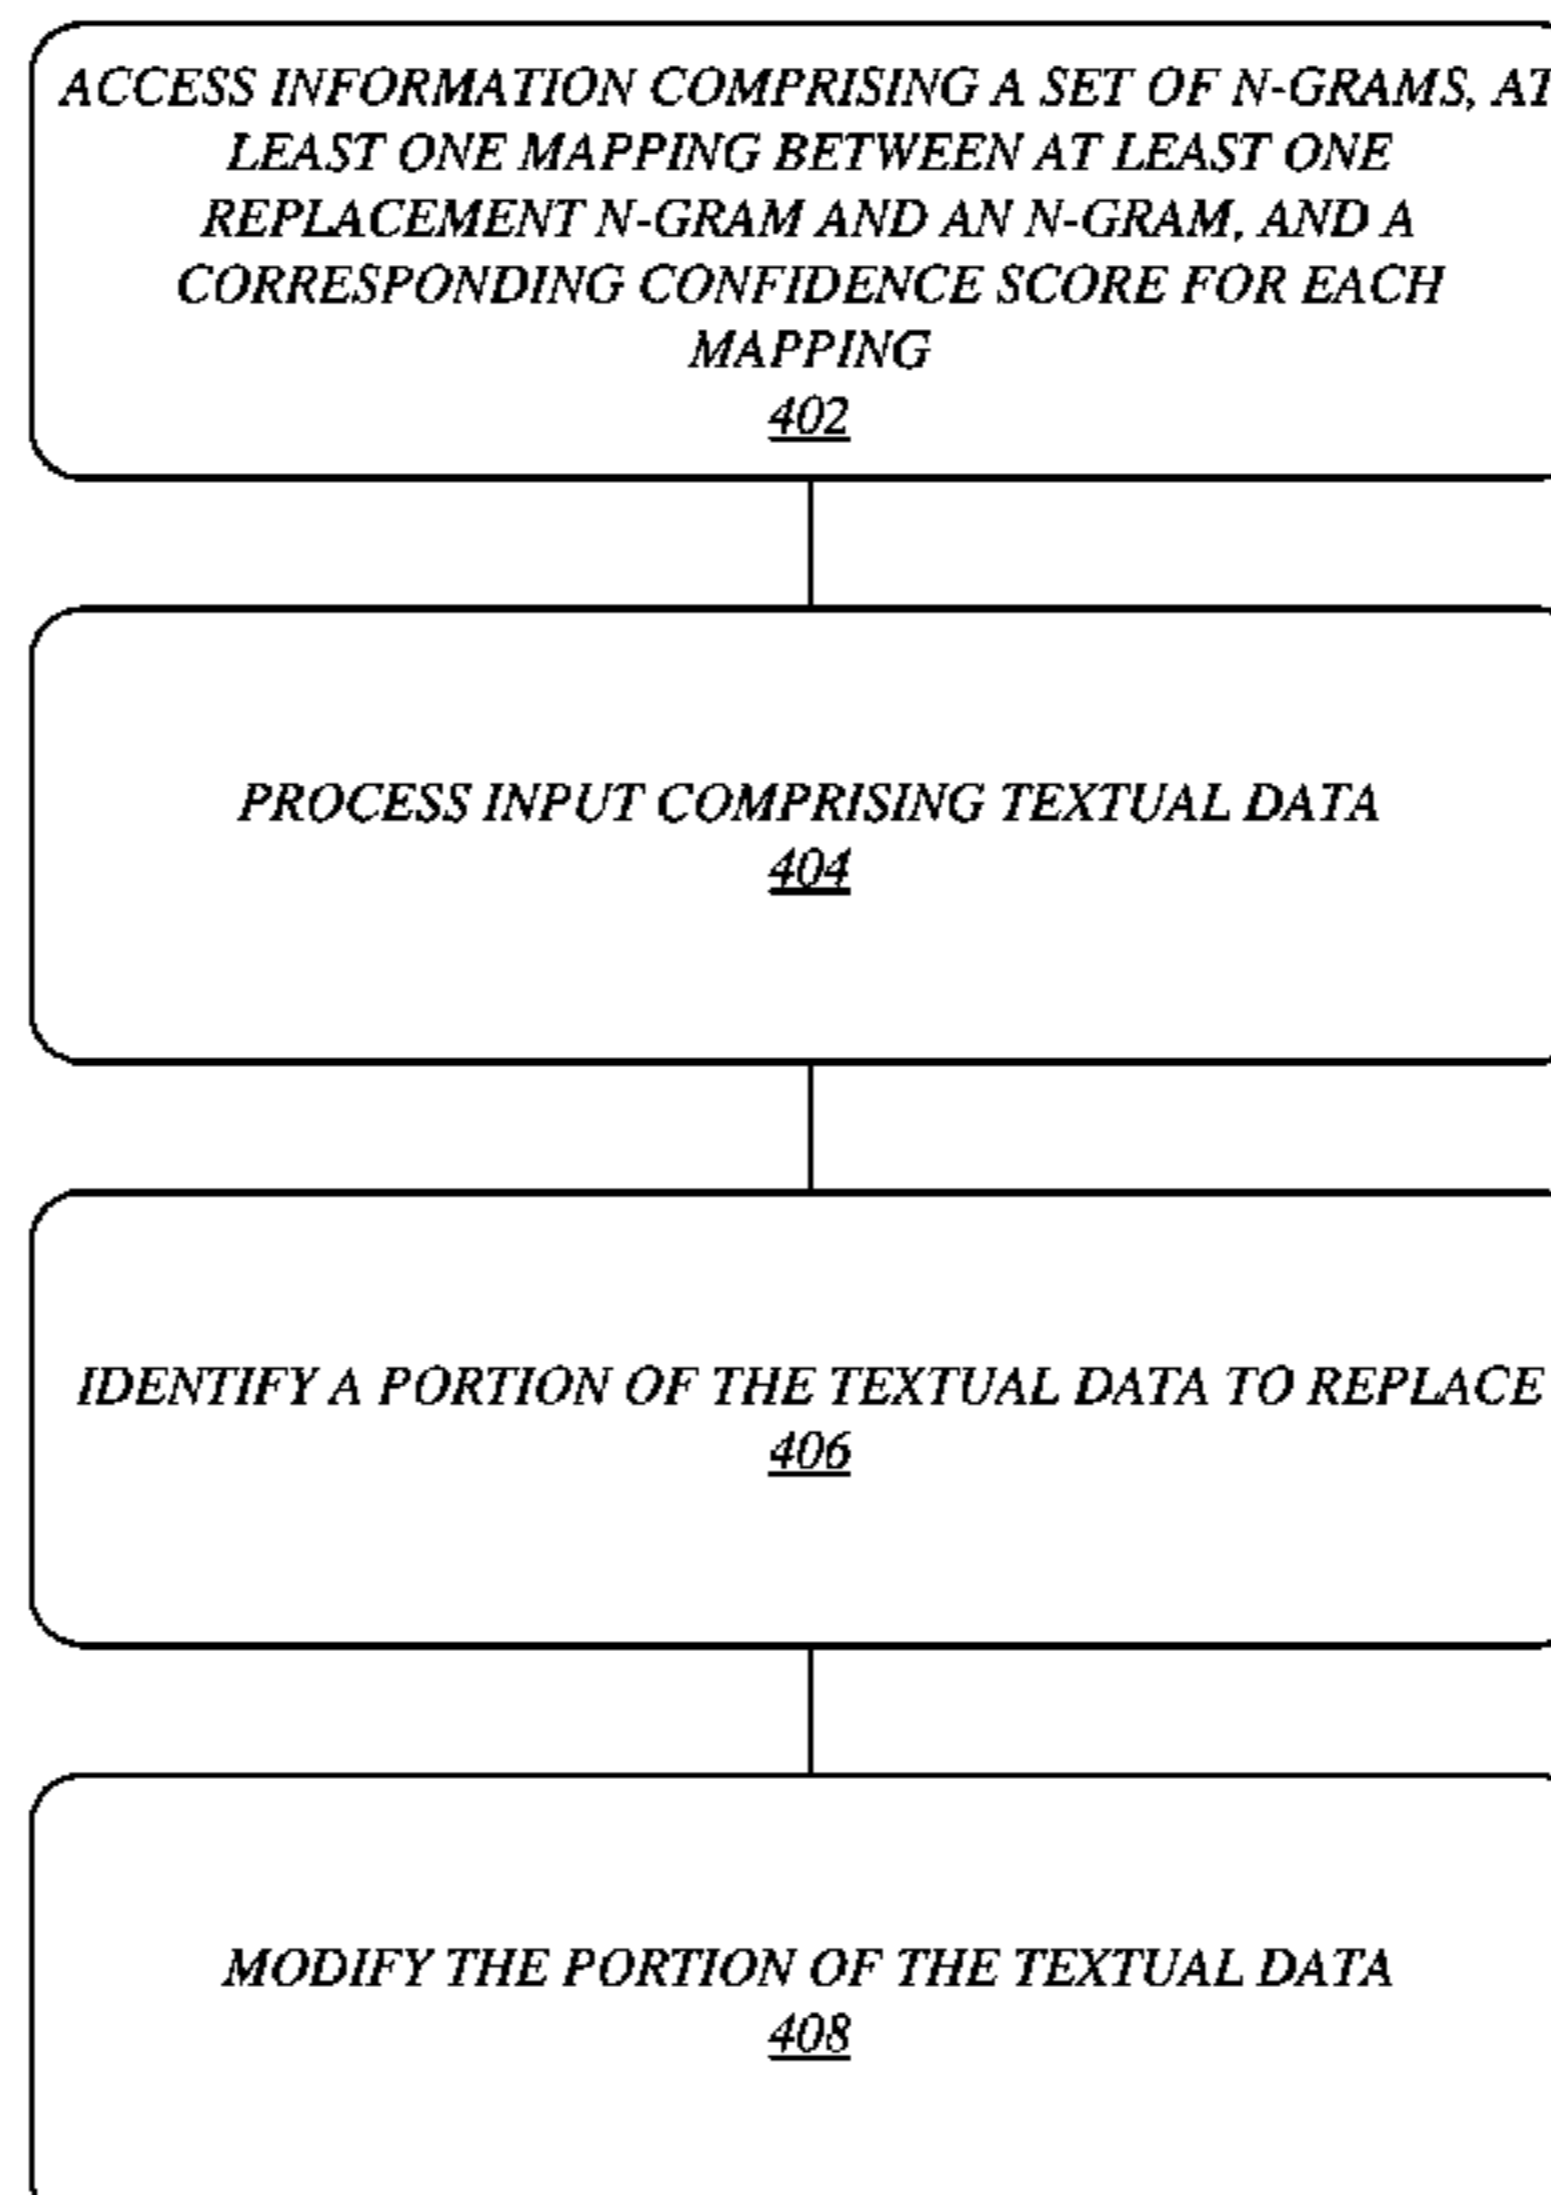 ACCESS INFORMATION COMPRISING A SET OF N-GRAMS, AT
LEAST ONE MAPPING BETWEEN AT LEAST ONE
REPLACEMENT N-GRAM AND AN N-GRAM, AND A
CORRESPONDING CONFIDENCE SCORE FOR EACH
MAPPING
402
PROCESS INPUT COMPRISING TEXTUAL DATA
404
IDENTIFY A PORTION OF THE TEXTUAL DATA TO REPLACE
406
MODIFY THE PORTION OF THE TEXTUAL DATA
408